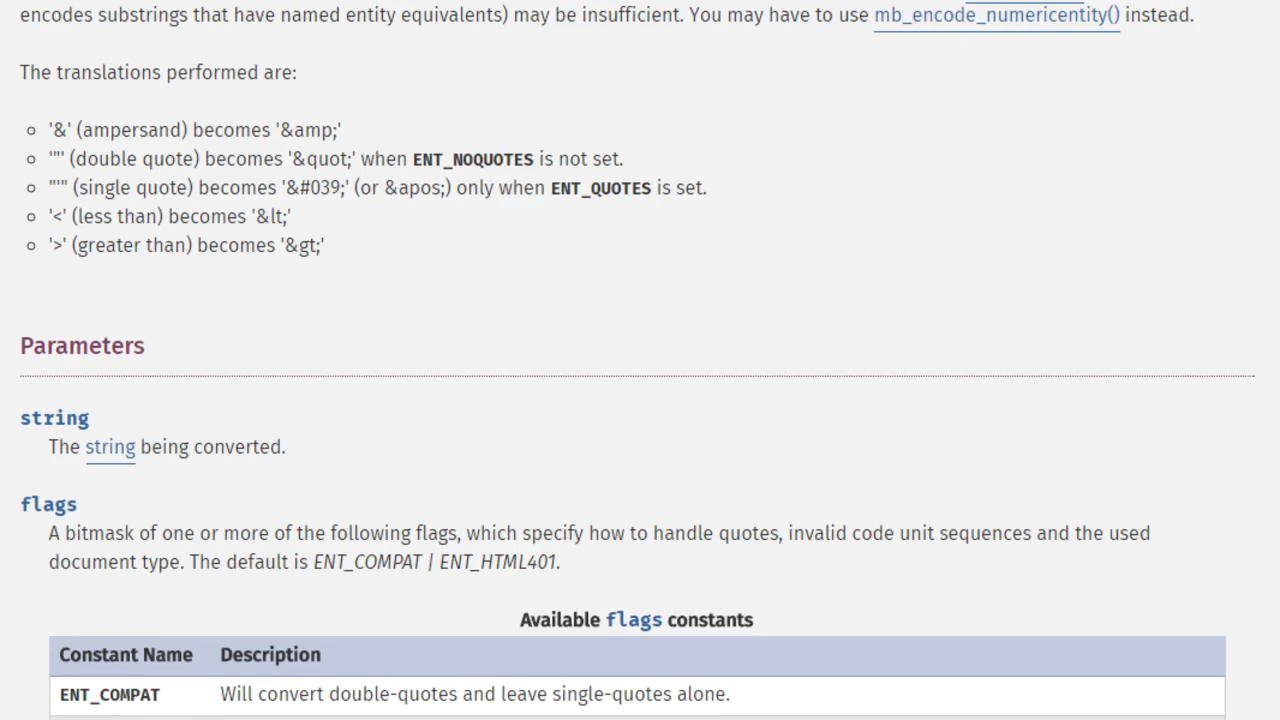 encodes substrings that have named entity equivalents) may be insufficient. You may have to use mb_encode_numericentity() instead.
The translations performed are:
'&' (ampersand) becomes '&amp;'
'"' (double quote) becomes '&quot;' when ENT_NOQUOTES is not set.
"'" (single quote) becomes '&#039;' (or &apos;) only when ENT_QUOTES is set.
'<' (less than) becomes '&lt;'
'>' (greater than) becomes '&gt;'
Parameters
string
The string being converted.
flags
A bitmask of one or more of the following flags, which specify how to handle quotes, invalid code unit sequences and the used
document type. The default is ENT_COMPAT | ENT_HTML401.
Available flags constants
Constant Name Description
ENT_COMPAT Will convert double-quotes and leave single-quotes alone.